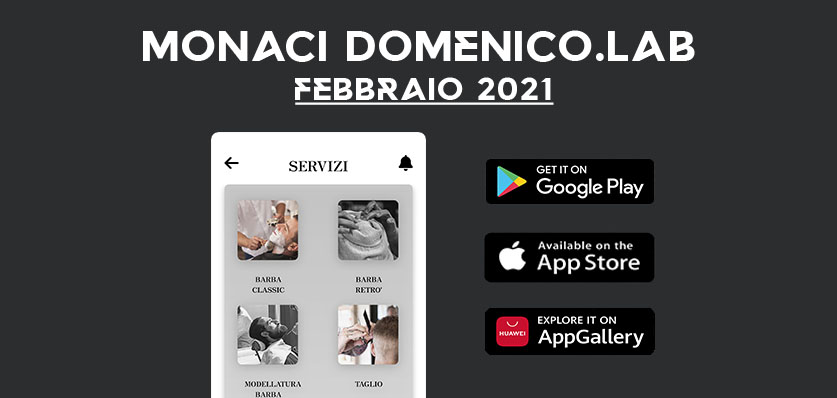 MONACI DOMENICO.LAB
FEBBRAIO 2021
SERVIZI
BARBA
CLASSIC
BARBA
RETRO'
MODELLATURA
BARBA
TAGLIO
GET IT ON
Google Play
Available on the
App Store
HUAWEI
EXPLORE IT ON
AppGallery